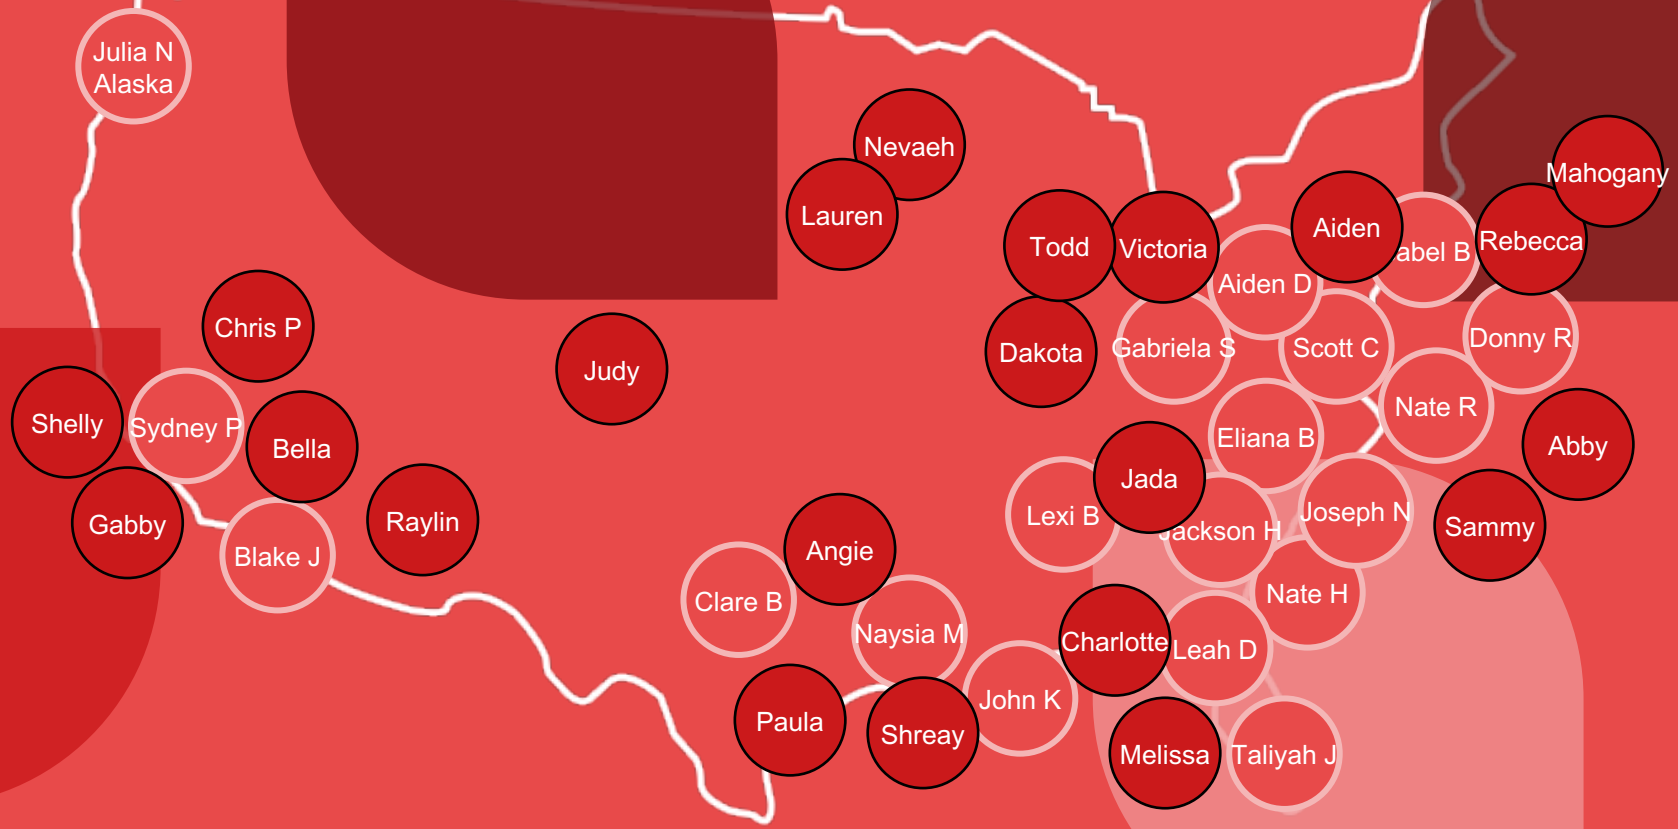 Julia N
Alaska
Nevaeh
Mahogany
Lauren
Todd
Victoria
Aiden
abel B
Rebecca
Aiden D
Chris P
Dakota
Gabriela S
Scott C
Donny R
Judy
Nate R
Shelly
Sydney P
Bella
Eliana B
Abby
Jada
Gabby
Raylin
Lexi B
Jackson H
Joseph N
Sammy
Blake J
Angie
Clare B
Nate H
Naysia M
Charlotte
Leah D
John K
Paula
Shreay
Melissa
Taliyah J